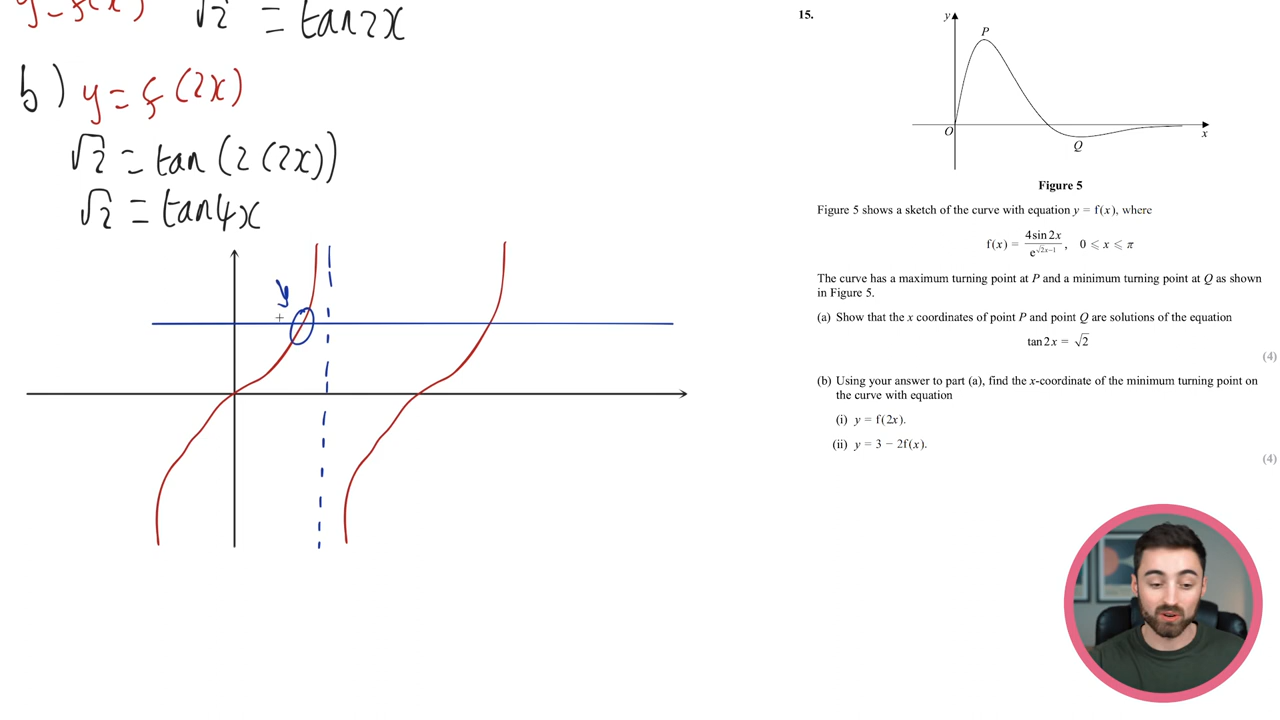 y = f(x) √2 = tan2x
b) y = f(2x)
√2 = tan(2(2x))
√2 = tan4x
y
15.
y
P
O
x
Q
Figure 5
Figure 5 shows a sketch of the curve with equation y = f(x), where
f(x) = 4sin 2x / e^(√2x−1), 0 ⩽ x ⩽ π
The curve has a maximum turning point at P and a minimum turning point at Q as shown
in Figure 5.
(a) Show that the x coordinates of point P and point Q are solutions of the equation
tan 2x = √2
(4)
(b) Using your answer to part (a), find the x-coordinate of the minimum turning point on
the curve with equation
(i) y = f(2x).
(ii) y = 3 − 2f(x).
(4)